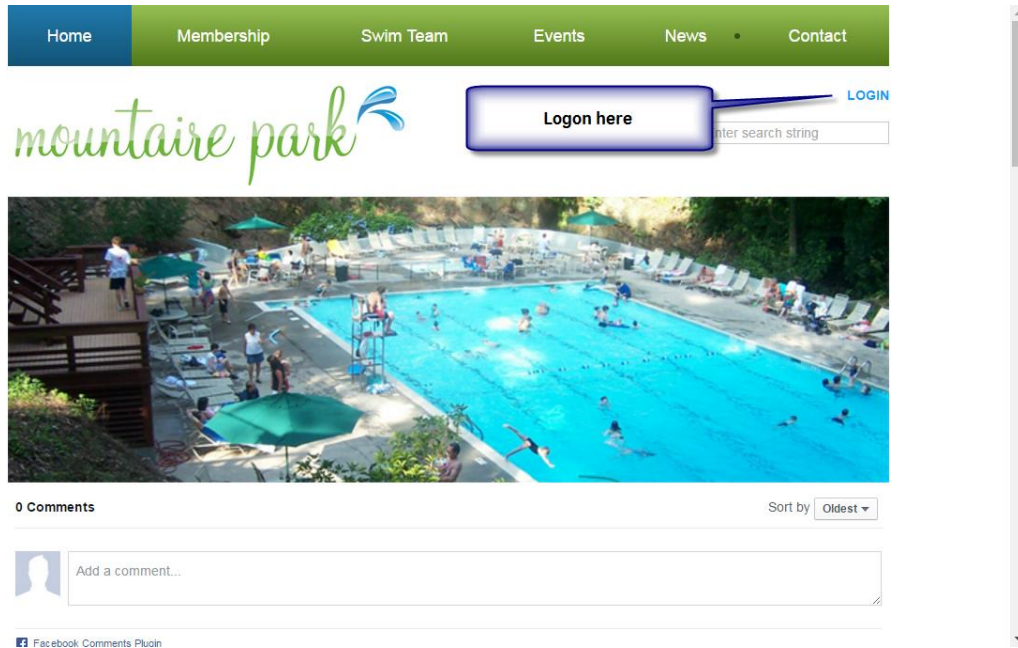 Home Membership Swim Team Events News • Contact
LOGIN
mountaire park
Logon here
nter search string
0 Comments
Sort by Oldest
Add a comment...
Facebook Comments Plugin